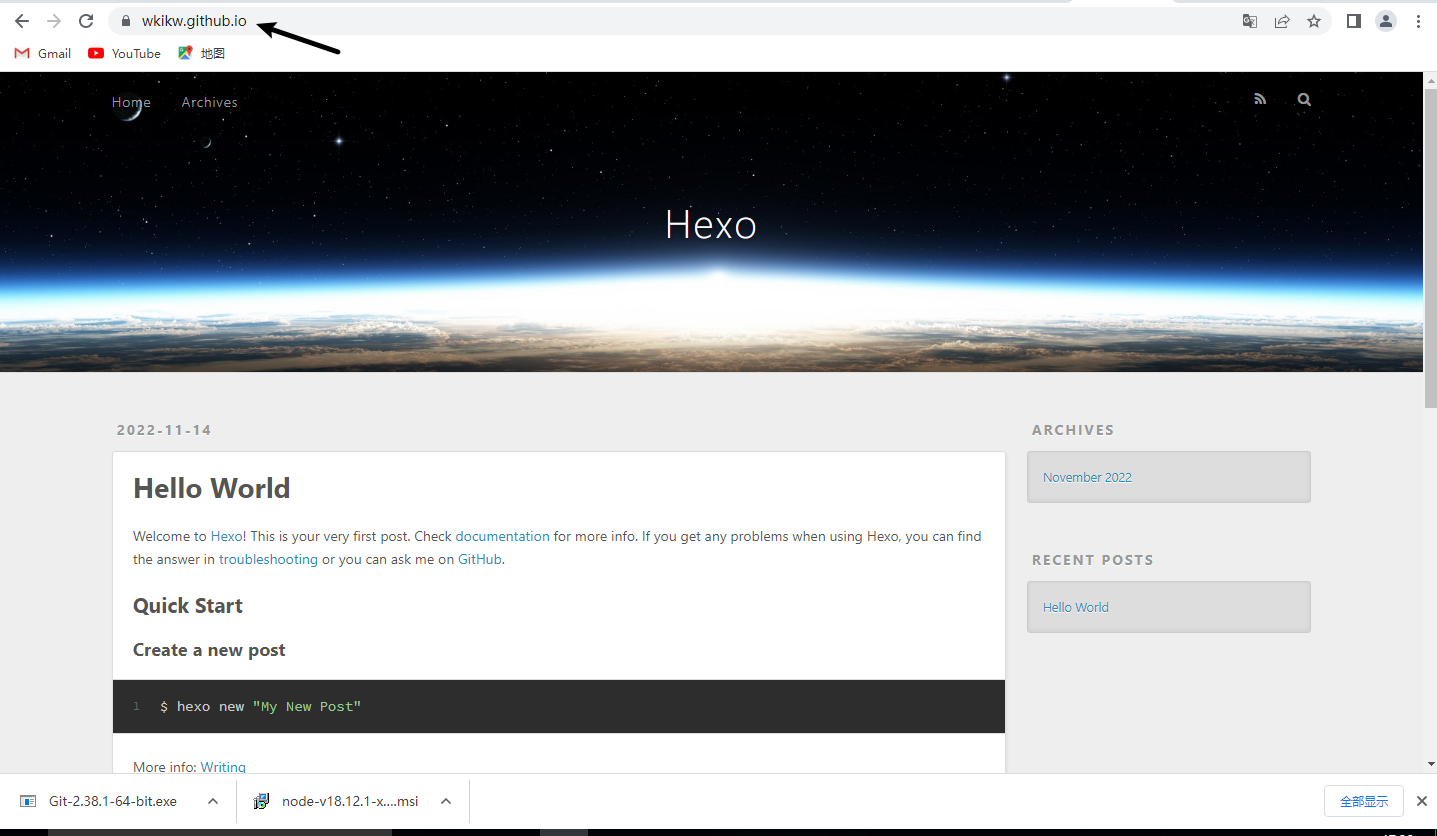 wkikw.github.io
Gmail YouTube 地图
Home Archives
Hexo
2022-11-14
Hello World
Welcome to Hexo! This is your very first post. Check documentation for more info. If you get any problems when using Hexo, you can find
the answer in troubleshooting or you can ask me on GitHub.
Quick Start
Create a new post
1 $ hexo new "My New Post"
More info: Writing
ARCHIVES
November 2022
RECENT POSTS
Hello World
Git-2.38.1-64-bit.exe node-v18.12.1-x....msi 全部显示